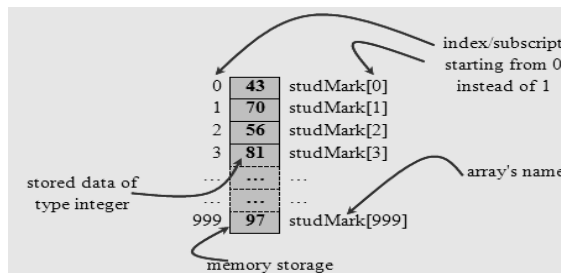 index/subscript
starting from 0
instead of 1
0 43 studMark[0]
1 70 studMark[1]
2 56 studMark[2]
3 81 studMark[3]
... ... ...
... ... ...
999 97 studMark[999]
stored data of
type integer
array's name
memory storage